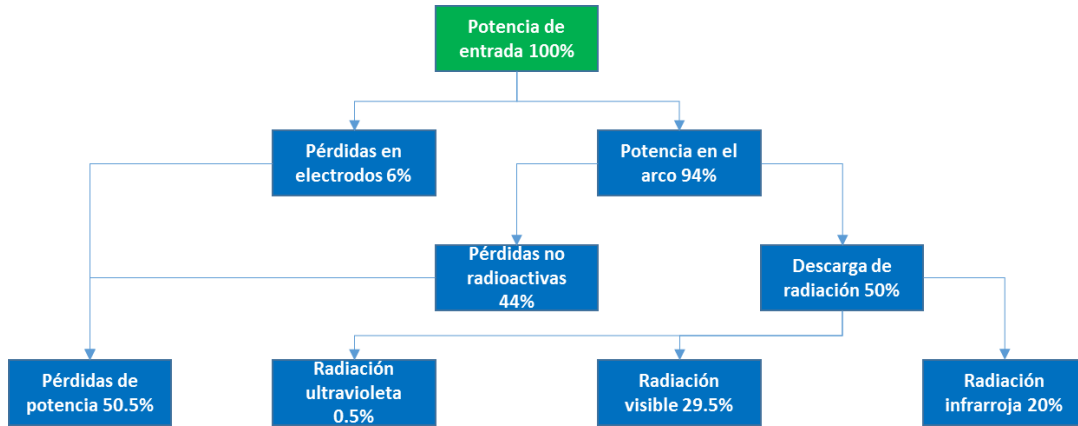 Potencia de
entrada 100%
Pérdidas en
electrodos 6%
Potencia en el
arco 94%
Pérdidas no
radioactivas
44%
Descarga de
radiación 50%
Pérdidas de
potencia 50.5%
Radiación
ultravioleta
0.5%
Radiación
visible 29.5%
Radiación
infrarroja 20%